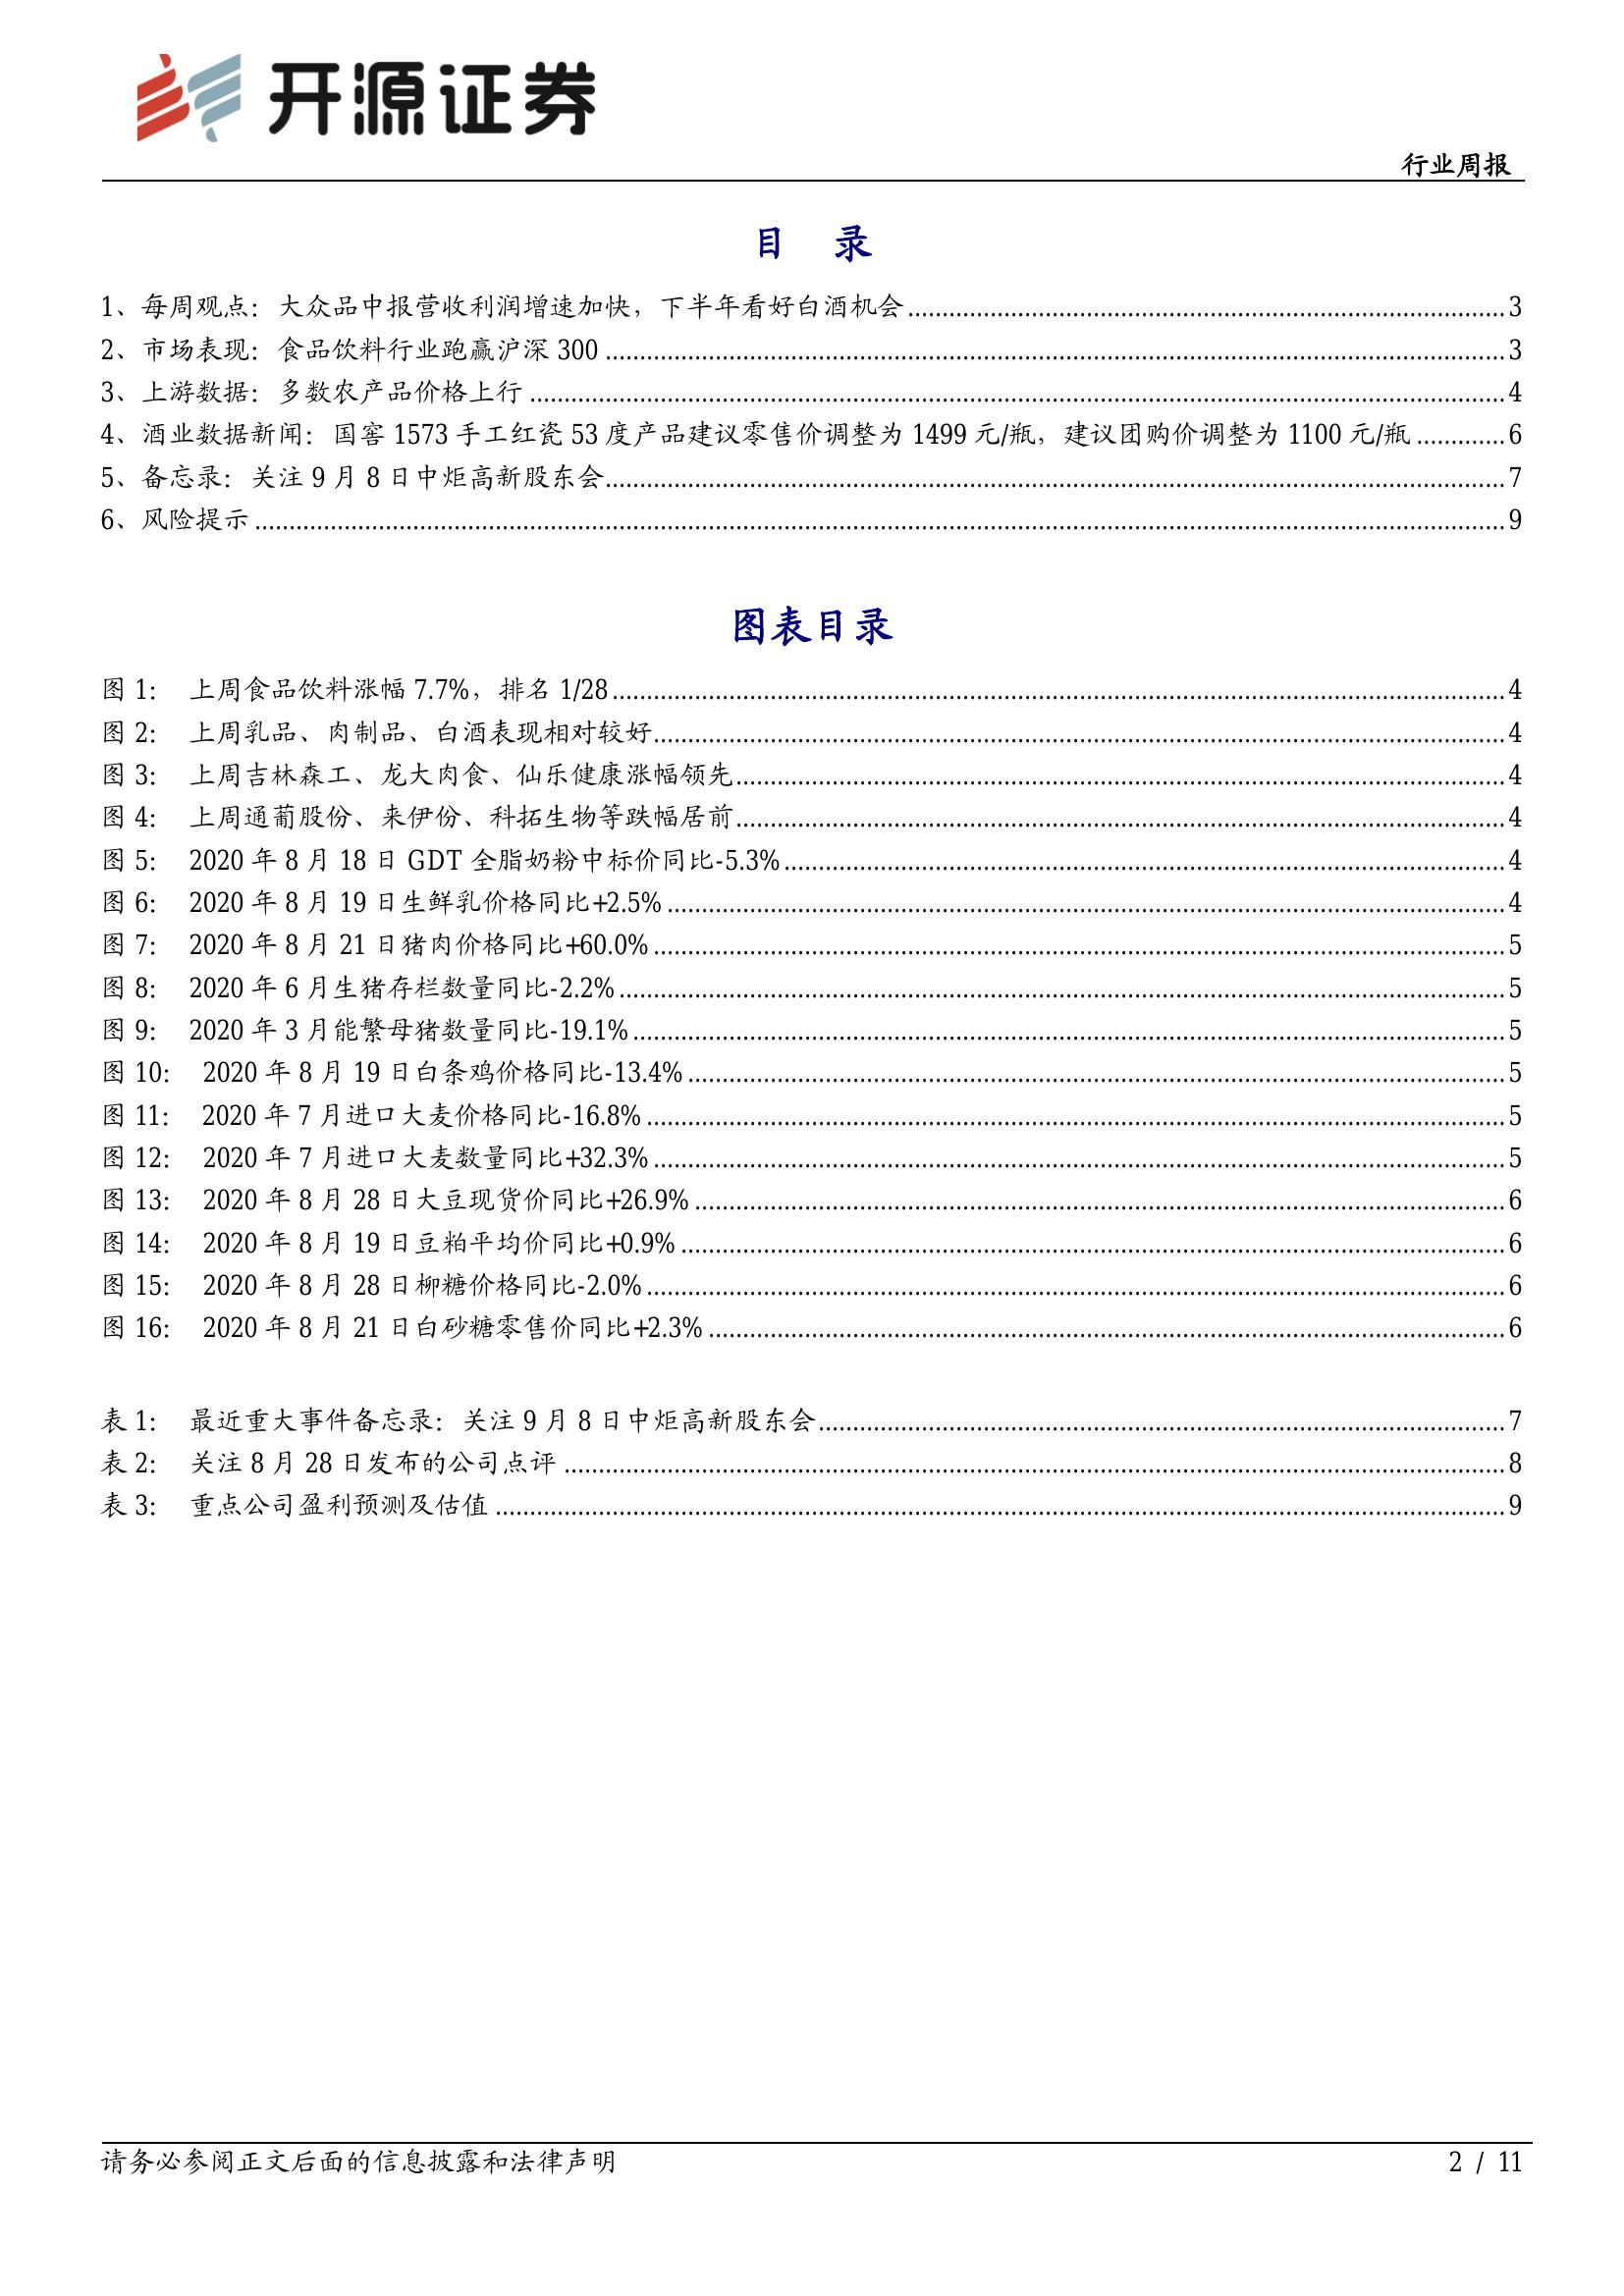 开源证券
行业周报
目 录
1、每周观点：大众品中报营收利润增速加快，下半年看好白酒机会 3
2、市场表现：食品饮料行业跑赢沪深 300 3
3、上游数据：多数农产品价格上行 4
4、酒业数据新闻：国窖 1573 手工红瓷 53 度产品建议零售价调整为 1499 元/瓶，建议团购价调整为 1100 元/瓶 6
5、备忘录：关注 9 月 8 日中炬高新股东会 7
6、风险提示 9
图表目录
图 1： 上周食品饮料涨幅 7.7%，排名 1/28 4
图 2： 上周乳品、肉制品、白酒表现相对较好 4
图 3： 上周吉林森工、龙大肉食、仙乐健康涨幅领先 4
图 4： 上周通葡股份、来伊份、科拓生物等跌幅居前 4
图 5： 2020 年 8 月 18 日 GDT 全脂奶粉中标价同比-5.3% 4
图 6： 2020 年 8 月 19 日生鲜乳价格同比+2.5% 4
图 7： 2020 年 8 月 21 日猪肉价格同比+60.0% 5
图 8： 2020 年 6 月生猪存栏数量同比-2.2% 5
图 9： 2020 年 3 月能繁母猪数量同比-19.1% 5
图 10： 2020 年 8 月 19 日白条鸡价格同比-13.4% 5
图 11： 2020 年 7 月进口大麦价格同比-16.8% 5
图 12： 2020 年 7 月进口大麦数量同比+32.3% 5
图 13： 2020 年 8 月 28 日大豆现货价同比+26.9% 6
图 14： 2020 年 8 月 19 日豆粕平均价同比+0.9% 6
图 15： 2020 年 8 月 28 日柳糖价格同比-2.0% 6
图 16： 2020 年 8 月 21 日白砂糖零售价同比+2.3% 6
表 1： 最近重大事件备忘录：关注 9 月 8 日中炬高新股东会 7
表 2： 关注 8 月 28 日发布的公司点评 8
表 3： 重点公司盈利预测及估值 9
请务必参阅正文后面的信息披露和法律声明
2 / 11